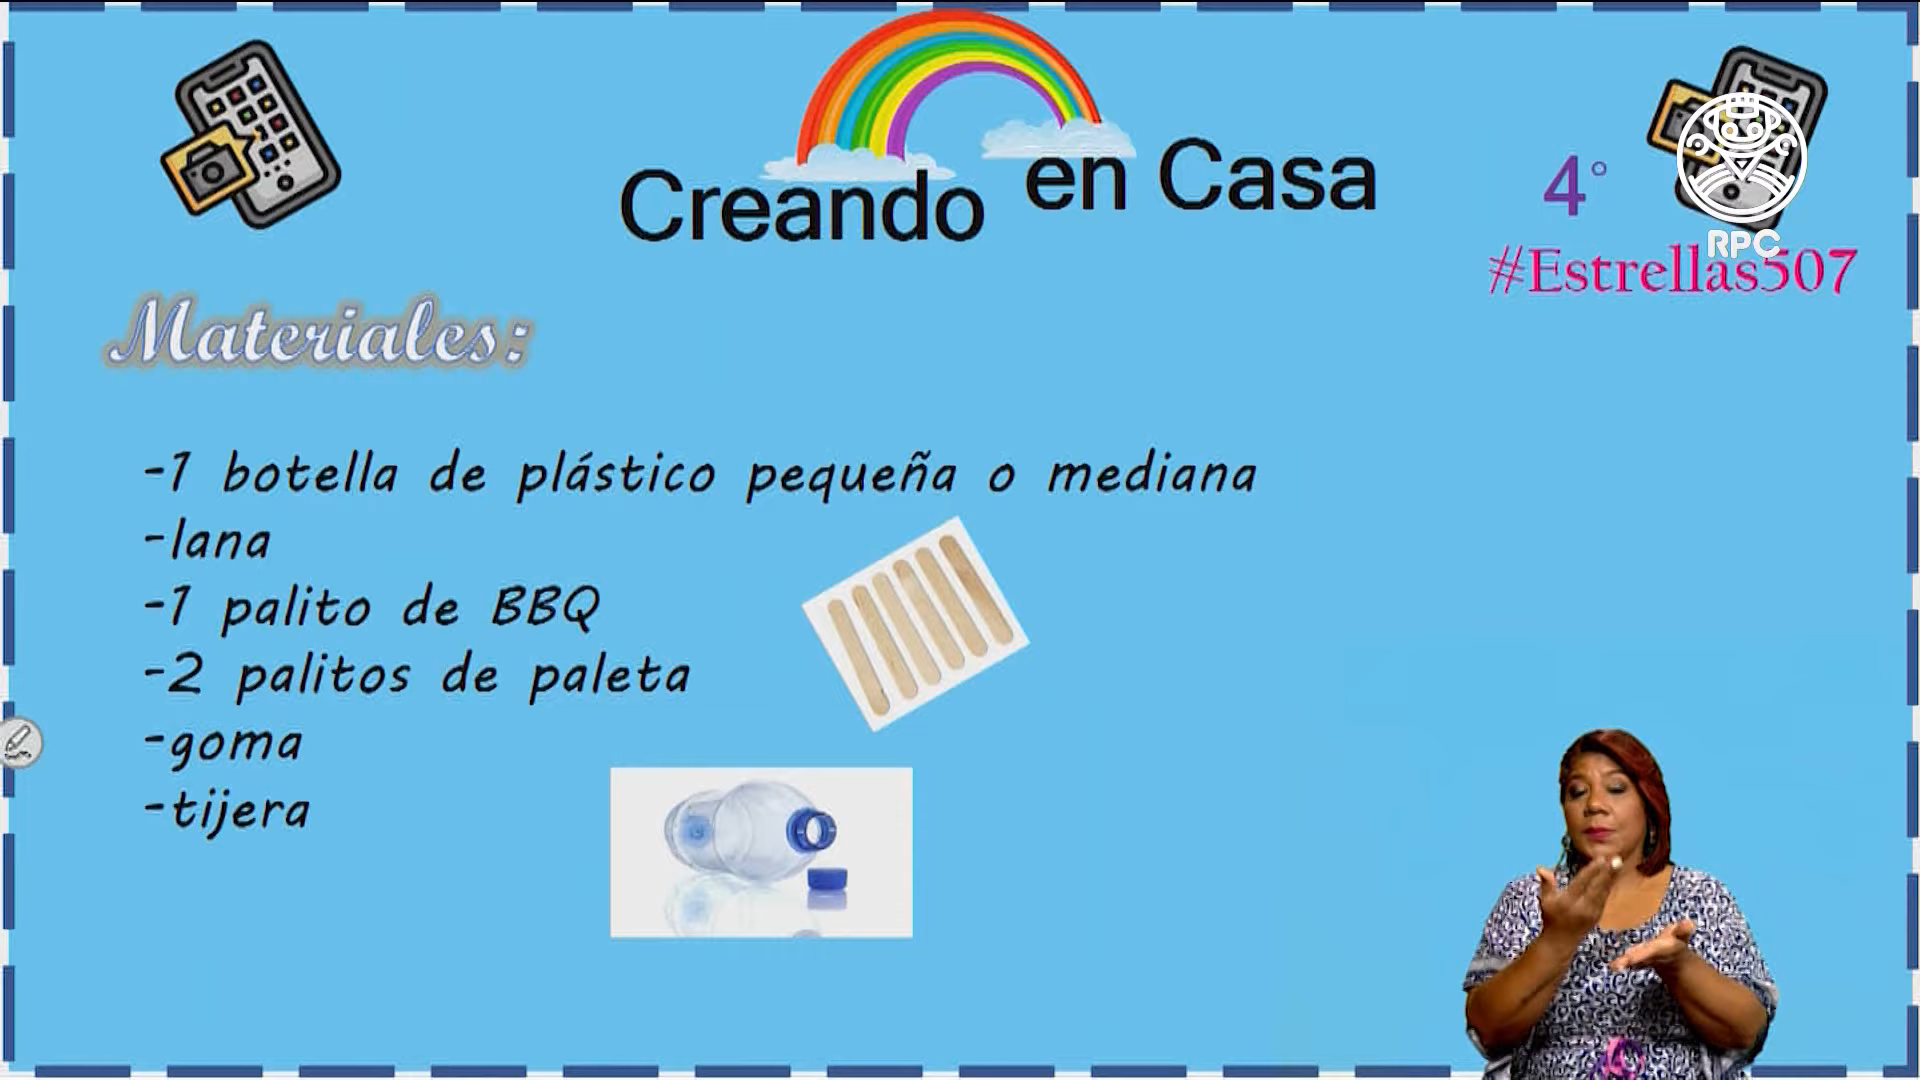 Creando en Casa
4°
RPC
#Estrellas507
Materiales:
-1 botella de plástico pequeña o mediana
-lana
-1 palito de BBQ
-2 palitos de paleta
-goma
-tijera